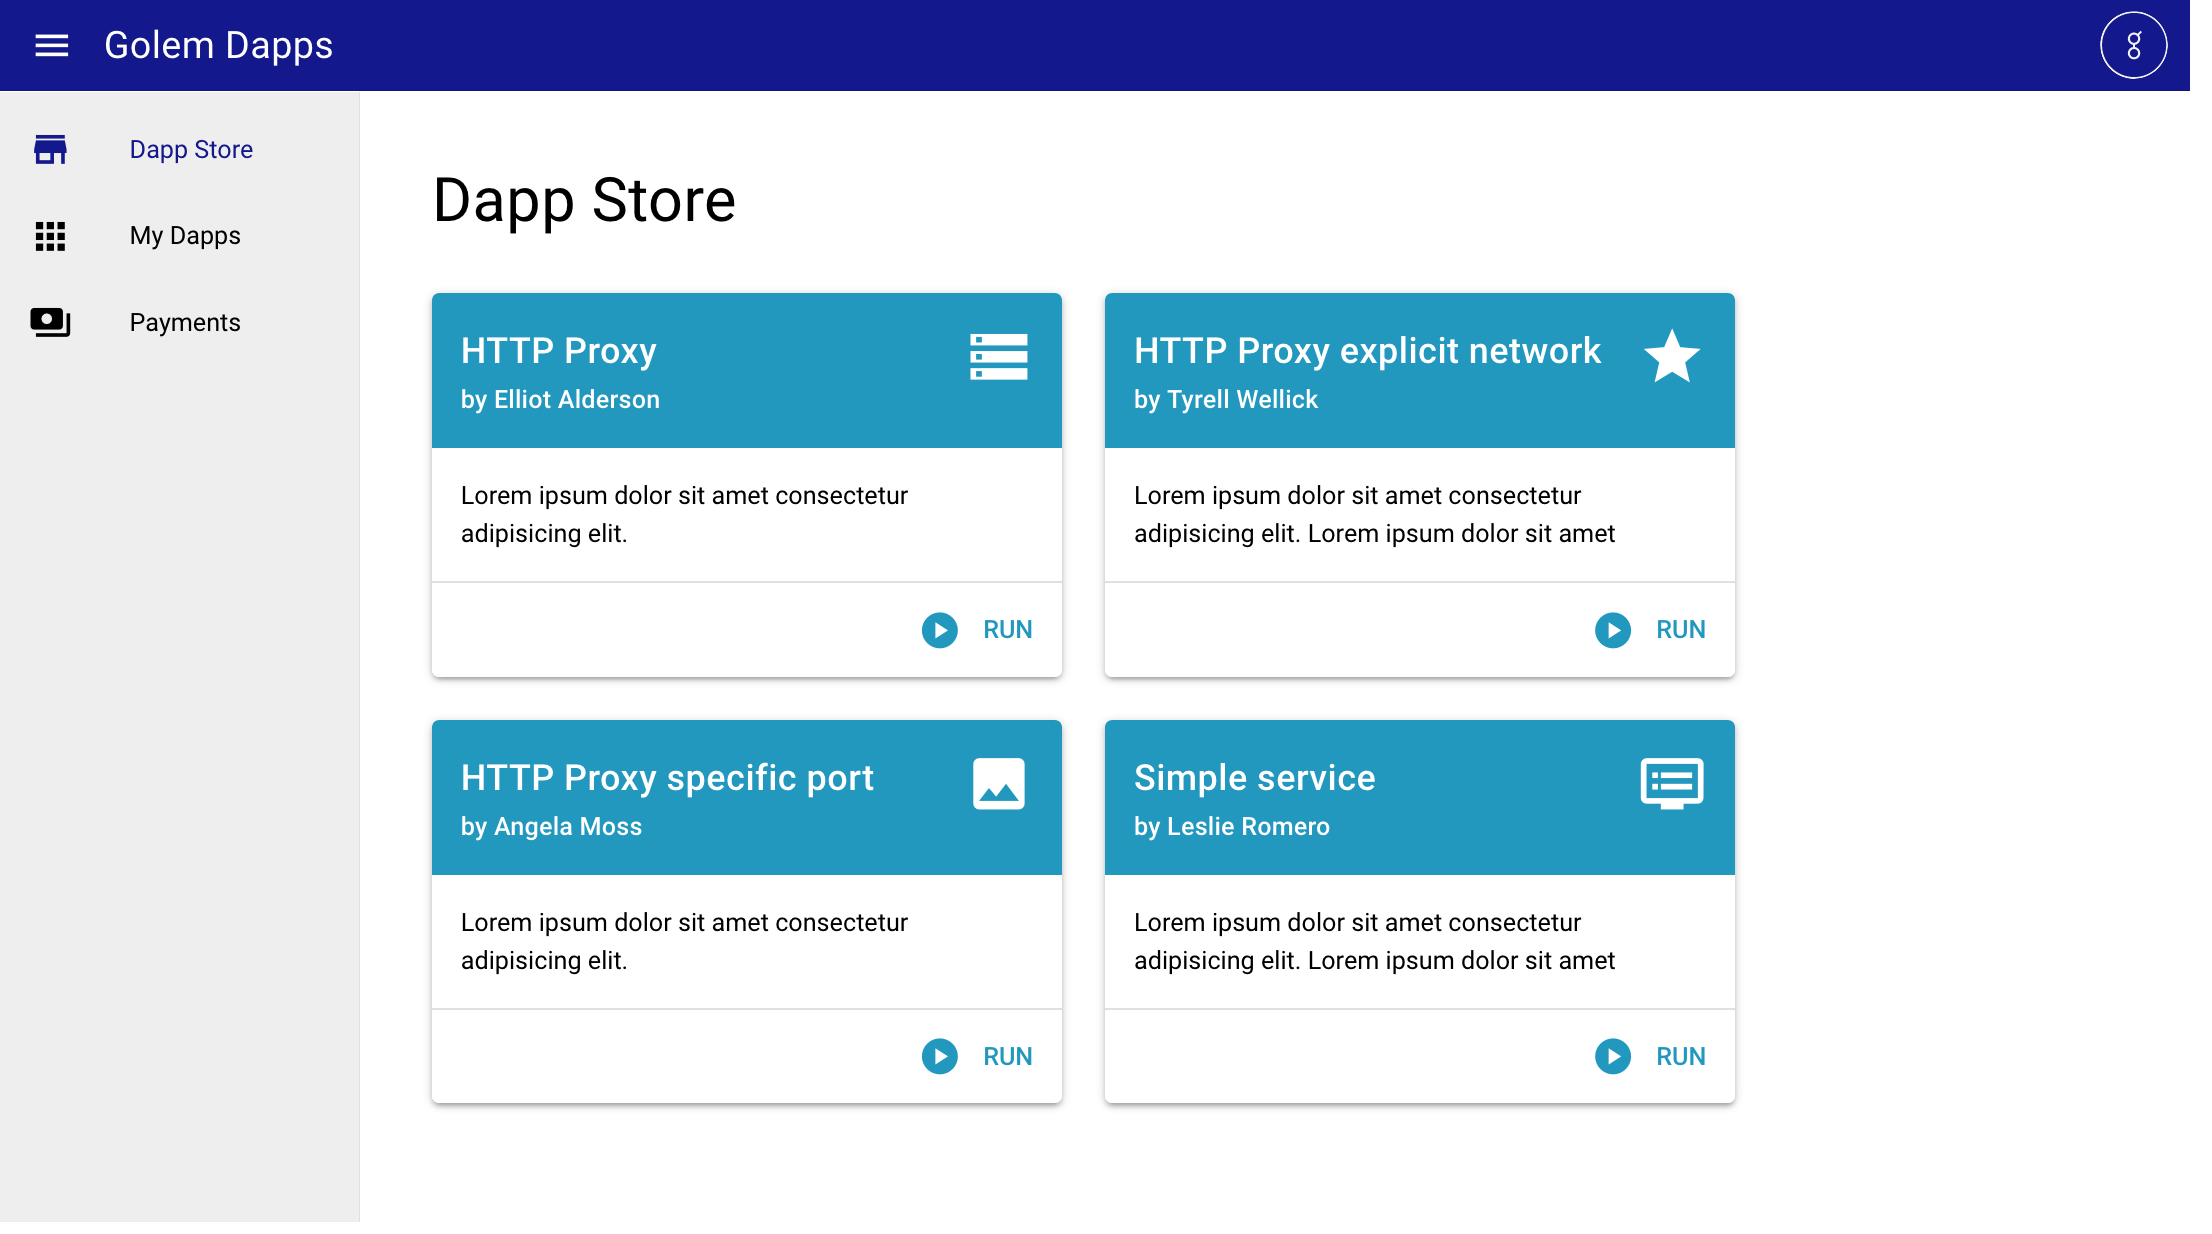 Golem Dapps
Dapp Store
My Dapps
Payments
Dapp Store
HTTP Proxy
by Elliot Alderson
Lorem ipsum dolor sit amet consectetur
adipisicing elit.
RUN
HTTP Proxy explicit network
by Tyrell Wellick
Lorem ipsum dolor sit amet consectetur
adipisicing elit. Lorem ipsum dolor sit amet
RUN
HTTP Proxy specific port
by Angela Moss
Lorem ipsum dolor sit amet consectetur
adipisicing elit.
RUN
Simple service
by Leslie Romero
Lorem ipsum dolor sit amet consectetur
adipisicing elit. Lorem ipsum dolor sit amet
RUN